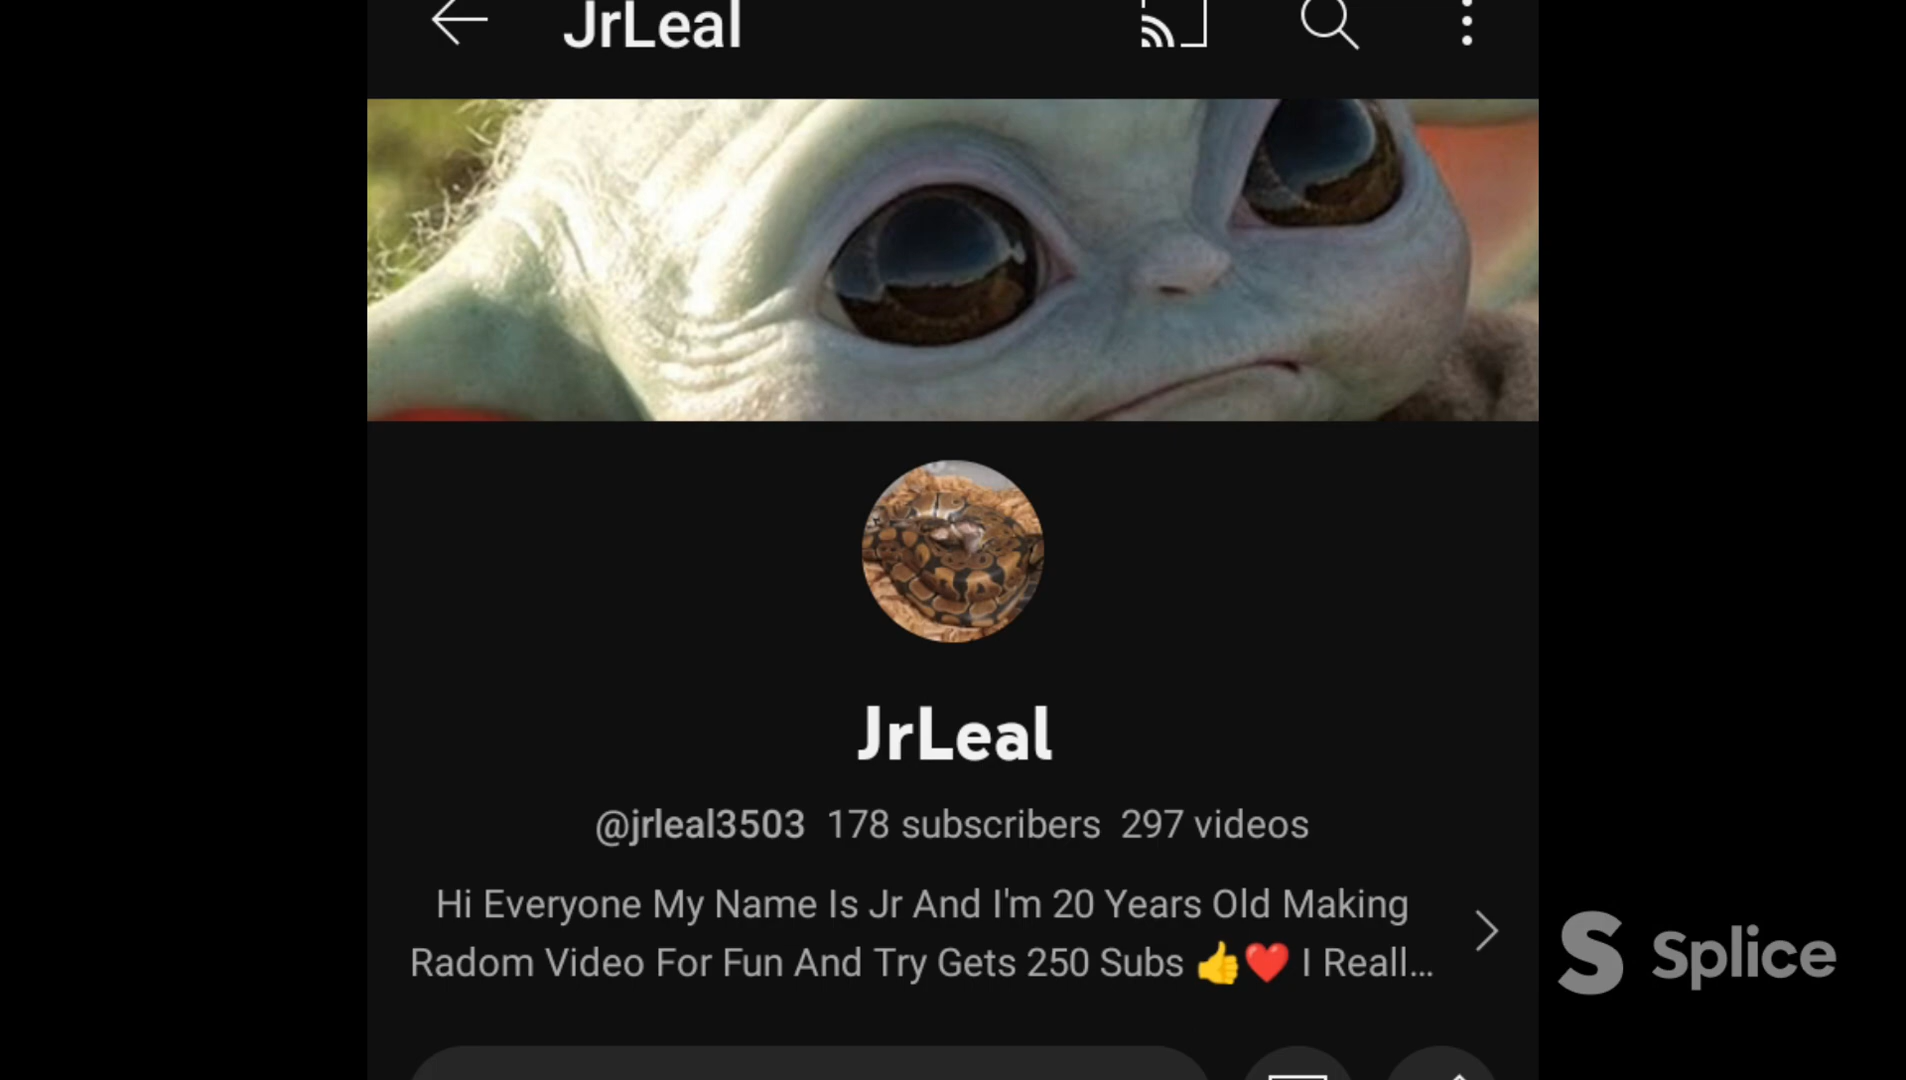 JrLeal
JrLeal
@jrleal3503 178 subscribers 297 videos
Hi Everyone My Name Is Jr And I'm 20 Years Old Making
Radom Video For Fun And Try Gets 250 Subs 👍❤️ I Reall...
Splice